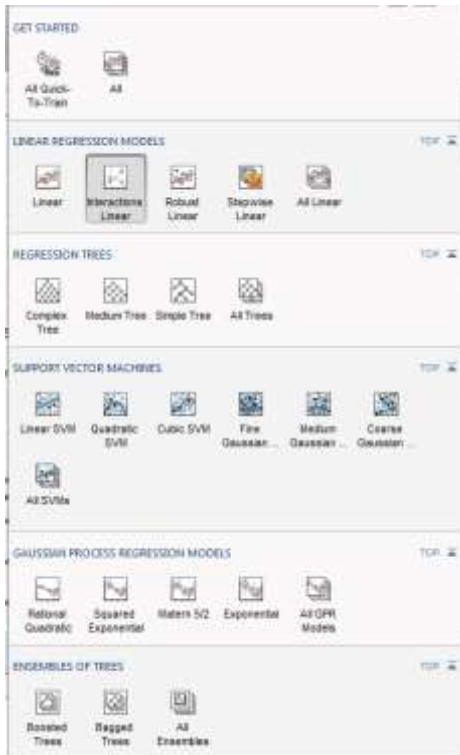 GET STARTED
All Quick-
To-Train
All
LINEAR REGRESSION MODELS
TOP
Linear
Interactions
Linear
Robust
Linear
Stepwise
Linear
All Linear
REGRESSION TREES
TOP
Complex
Tree
Medium Tree
Simple Tree
All Trees
SUPPORT VECTOR MACHINES
TOP
Linear SVM
Quadratic
SVM
Cubic SVM
Fine
Gaussian ...
Medium
Gaussian ...
Coarse
Gaussian ...
All SVMs
GAUSSIAN PROCESS REGRESSION MODELS
TOP
Rational
Quadratic
Squared
Exponential
Matern 5/2
Exponential
All GPR
Models
ENSEMBLES OF TREES
TOP
Boosted
Trees
Bagged
Trees
All
Ensembles